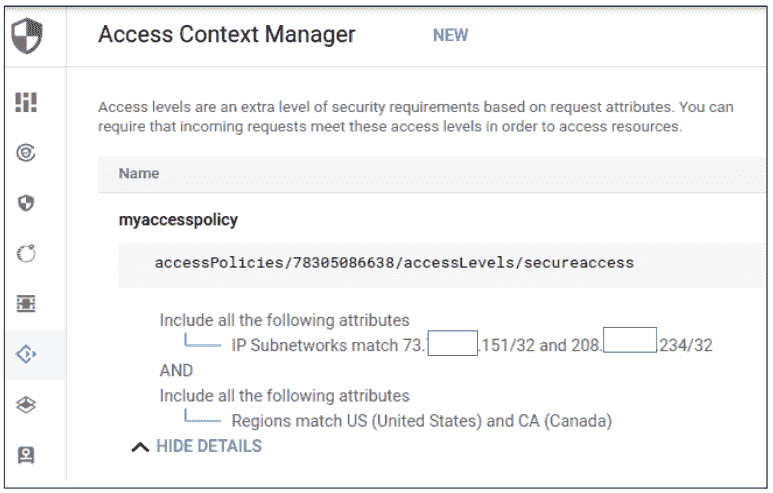 Access Context Manager NEW
Access levels are an extra level of security requirements based on request attributes. You can
require that incoming requests meet these access levels in order to access resources.
Name
myaccesspolicy
accessPolicies/78305086638/accessLevels/secureaccess
Include all the following attributes
IP Subnetworks match 73. .151/32 and 208. .234/32
AND
Include all the following attributes
Regions match US (United States) and CA (Canada)
HIDE DETAILS